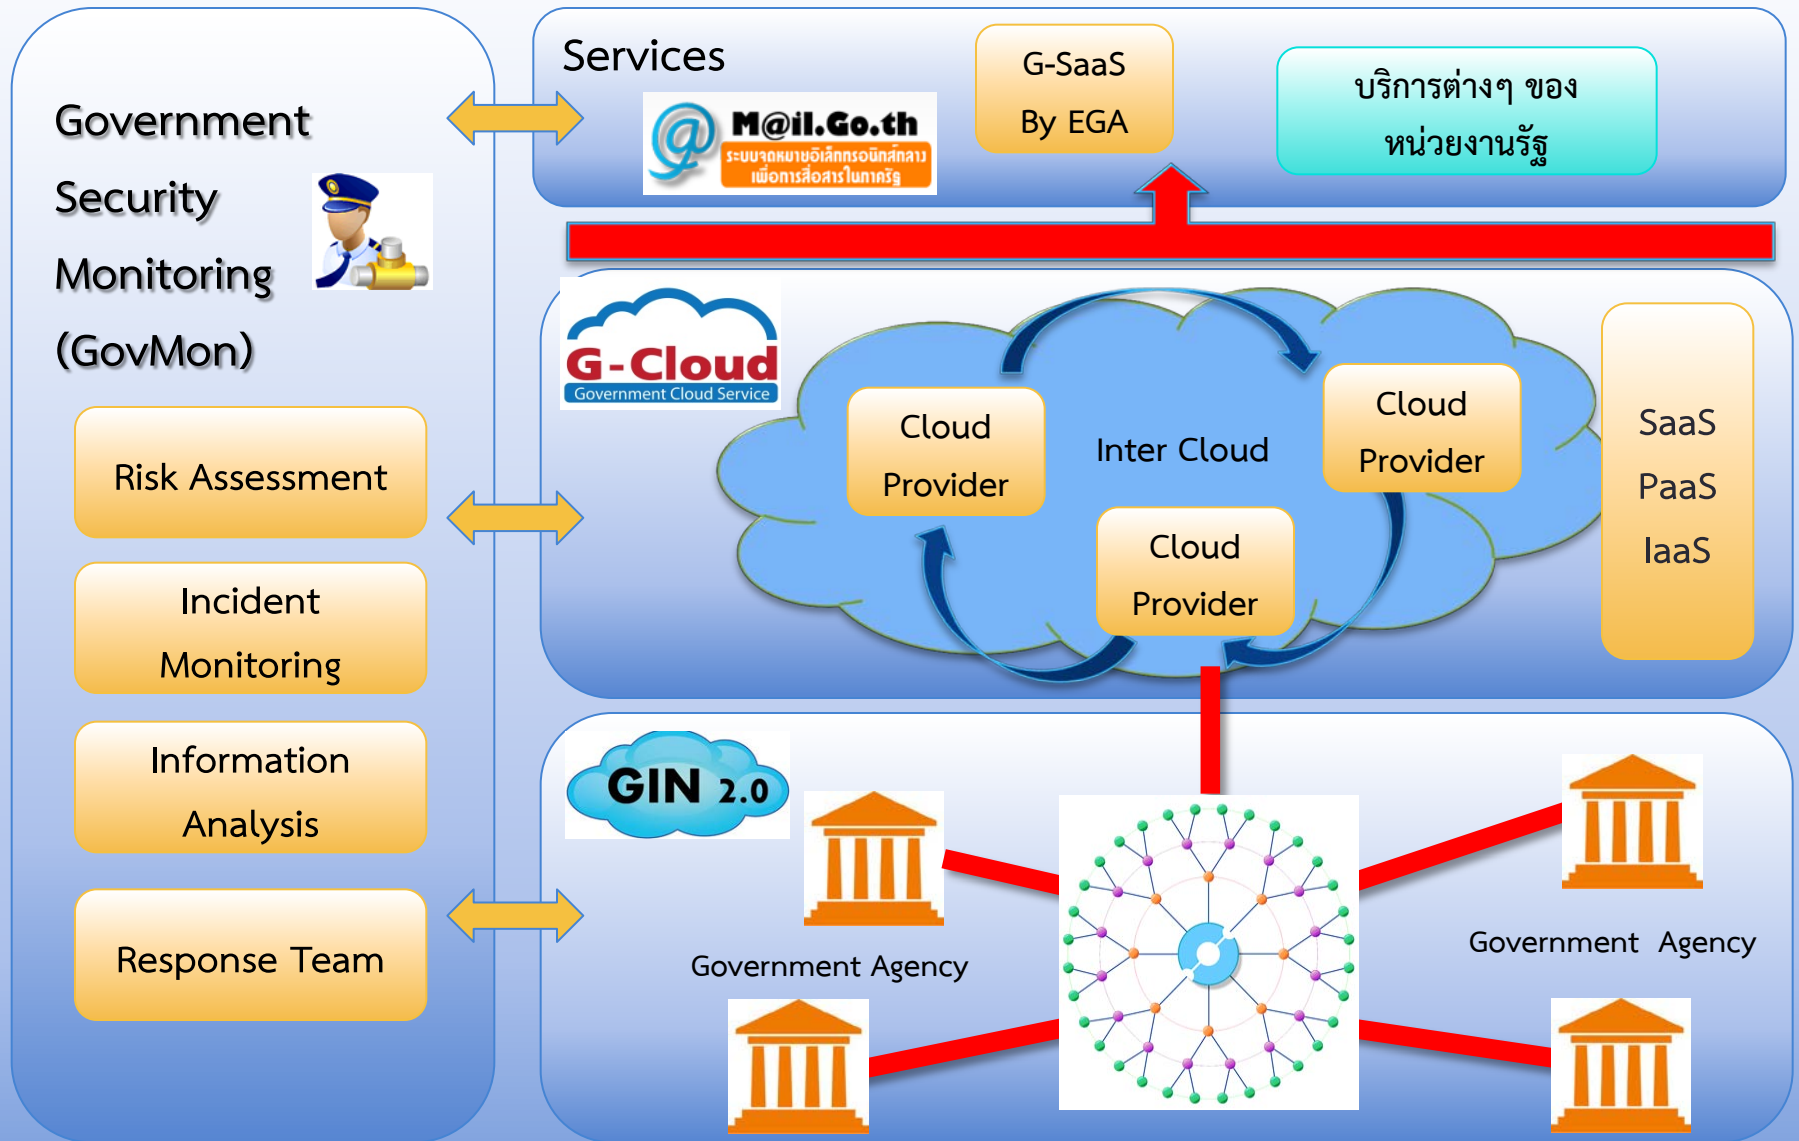 Government
Security
Monitoring
(GovMon)
Risk Assessment
Incident
Monitoring
Information
Analysis
Response Team
Services
M@il.Go.th
ระบบจดหมายอิเล็กทรอนิกส์กลาง
เพื่อการสื่อสารในภาครัฐ
G-SaaS
By EGA
บริการต่างๆ ของ
หน่วยงานรัฐ
G-Cloud
Government Cloud Service
Cloud
Provider
Inter Cloud
Cloud
Provider
Cloud
Provider
SaaS
PaaS
IaaS
GIN 2.0
Government Agency
Government Agency